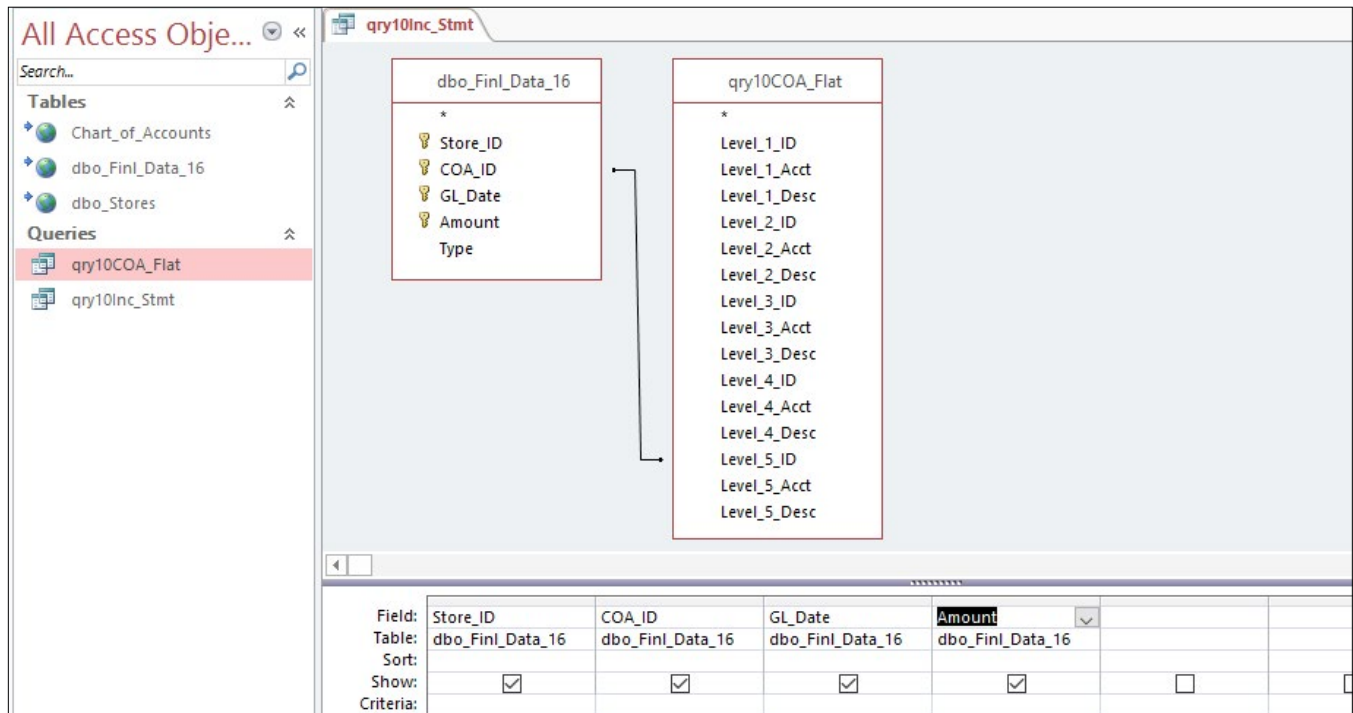 All Access Obje... «
Search...
Tables
Chart_of_Accounts
dbo_Finl_Data_16
dbo_Stores
Queries
qry10COA_Flat
qry10Inc_Stmt
qry10Inc_Stmt
dbo_Finl_Data_16
*
Store_ID
COA_ID
GL_Date
Amount
Type
qry10COA_Flat
*
Level_1_ID
Level_1_Acct
Level_1_Desc
Level_2_ID
Level_2_Acct
Level_2_Desc
Level_3_ID
Level_3_Acct
Level_3_Desc
Level_4_ID
Level_4_Acct
Level_4_Desc
Level_5_ID
Level_5_Acct
Level_5_Desc
Field: Store_ID COA_ID GL_Date Amount
Table: dbo_Finl_Data_16 dbo_Finl_Data_16 dbo_Finl_Data_16 dbo_Finl_Data_16
Sort:
Show:
Criteria: